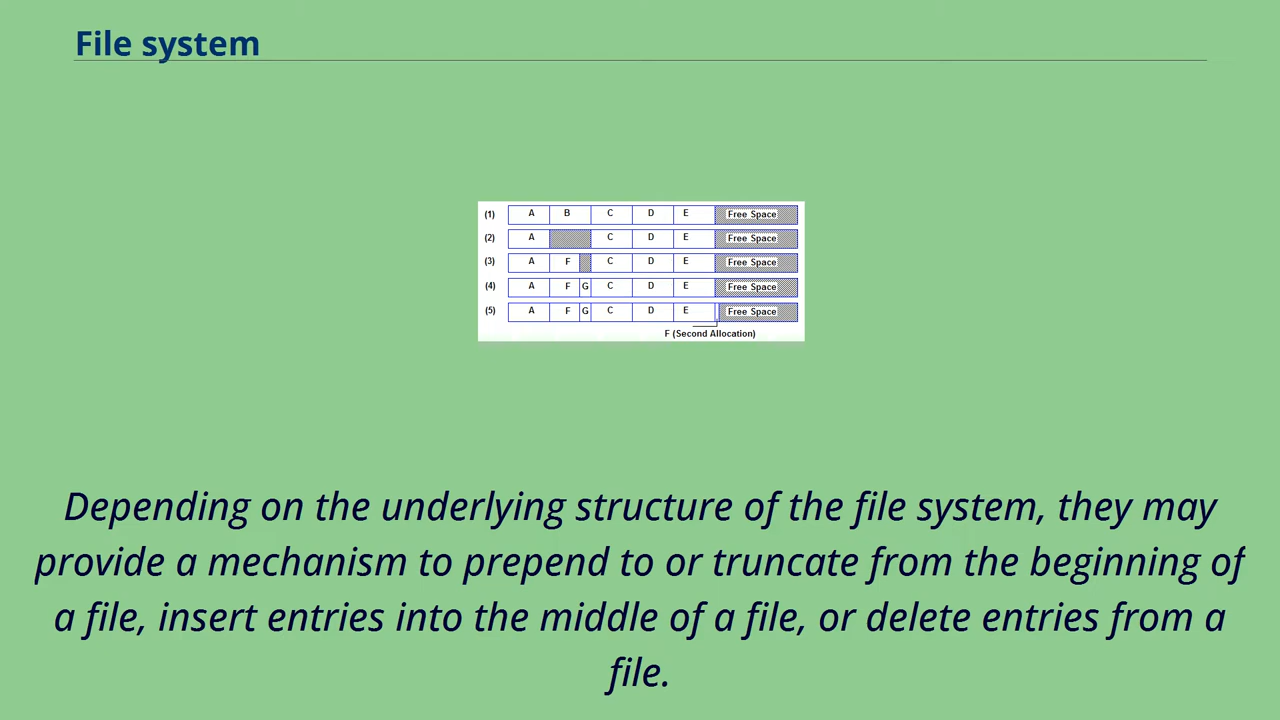 File system
(1) A B C D E Free Space
(2) A C D E Free Space
(3) A F C D E Free Space
(4) A F G C D E Free Space
(5) A F G C D E Free Space
F (Second Allocation)
Depending on the underlying structure of the file system, they may
provide a mechanism to prepend to or truncate from the beginning of
a file, insert entries into the middle of a file, or delete entries from a
file.